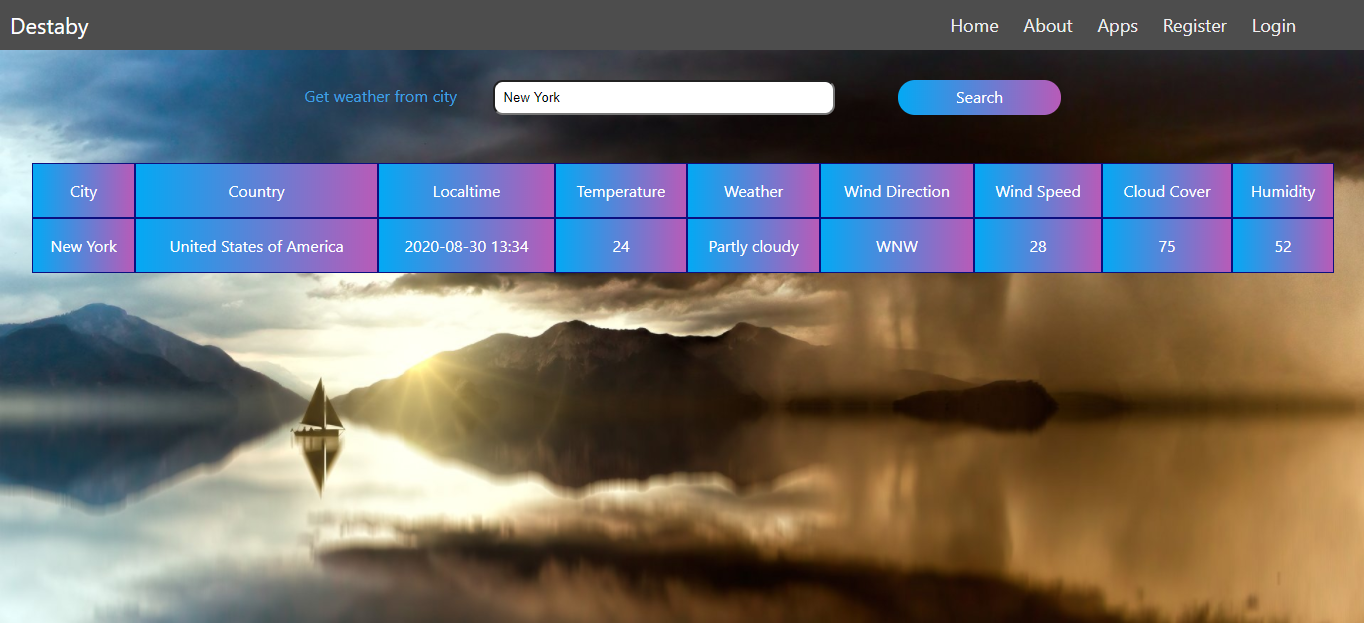 Destaby Home About Apps Register Login
Get weather from city New York Search
City Country Localtime Temperature Weather Wind Direction Wind Speed Cloud Cover Humidity
New York United States of America 2020-08-30 13:34 24 Partly cloudy WNW 28 75 52